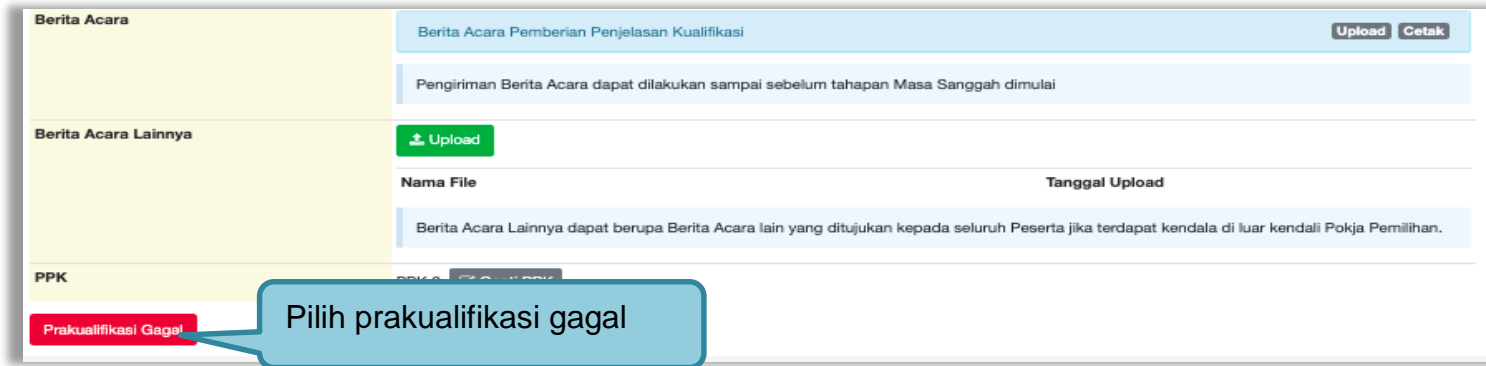 Berita Acara
Berita Acara Pemberian Penjelasan Kualifikasi
Upload Cetak
Pengiriman Berita Acara dapat dilakukan sampai sebelum tahapan Masa Sanggah dimulai
Berita Acara Lainnya
Upload
Nama File Tanggal Upload
Berita Acara Lainnya dapat berupa Berita Acara lain yang ditujukan kepada seluruh Peserta jika terdapat kendala di luar kendali Pokja Pemilihan.
PPK
Prakualifikasi Gagal
Pilih prakualifikasi gagal